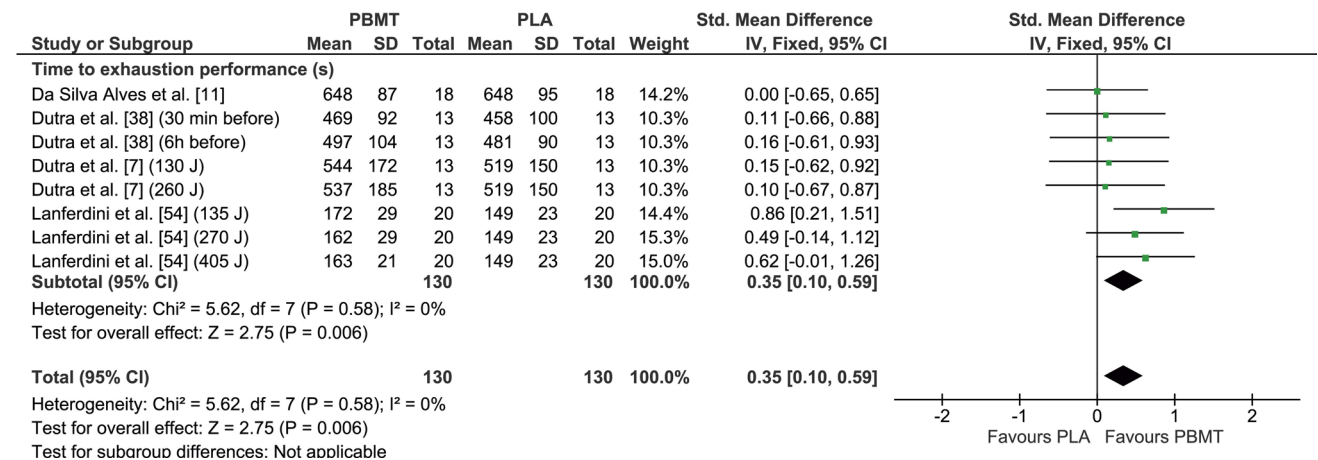 PBMT PLA Std. Mean Difference Std. Mean Difference
Study or Subgroup Mean SD Total Mean SD Total Weight IV, Fixed, 95% CI IV, Fixed, 95% CI
Time to exhaustion performance (s)
Da Silva Alves et al. [11] 648 87 18 648 95 18 14.2% 0.00 [-0.65, 0.65]
Dutra et al. [38] (30 min before) 469 92 13 458 100 13 10.3% 0.11 [-0.66, 0.88]
Dutra et al. [38] (6h before) 497 104 13 481 90 13 10.3% 0.16 [-0.61, 0.93]
Dutra et al. [7] (130 J) 544 172 13 519 150 13 10.3% 0.15 [-0.62, 0.92]
Dutra et al. [7] (260 J) 537 185 13 519 150 13 10.3% 0.10 [-0.67, 0.87]
Lanferdini et al. [54] (135 J) 172 29 20 149 23 20 14.4% 0.86 [0.21, 1.51]
Lanferdini et al. [54] (270 J) 162 29 20 149 23 20 15.3% 0.49 [-0.14, 1.12]
Lanferdini et al. [54] (405 J) 163 21 20 149 23 20 15.0% 0.62 [-0.01, 1.26]
Subtotal (95% CI) 130 130 100.0% 0.35 [0.10, 0.59]
Heterogeneity: Chi² = 5.62, df = 7 (P = 0.58); I² = 0%
Test for overall effect: Z = 2.75 (P = 0.006)
Total (95% CI) 130 130 100.0% 0.35 [0.10, 0.59]
Heterogeneity: Chi² = 5.62, df = 7 (P = 0.58); I² = 0%
Test for overall effect: Z = 2.75 (P = 0.006)
Test for subgroup differences: Not applicable
-2 -1 0 1 2
Favours PLA Favours PBMT